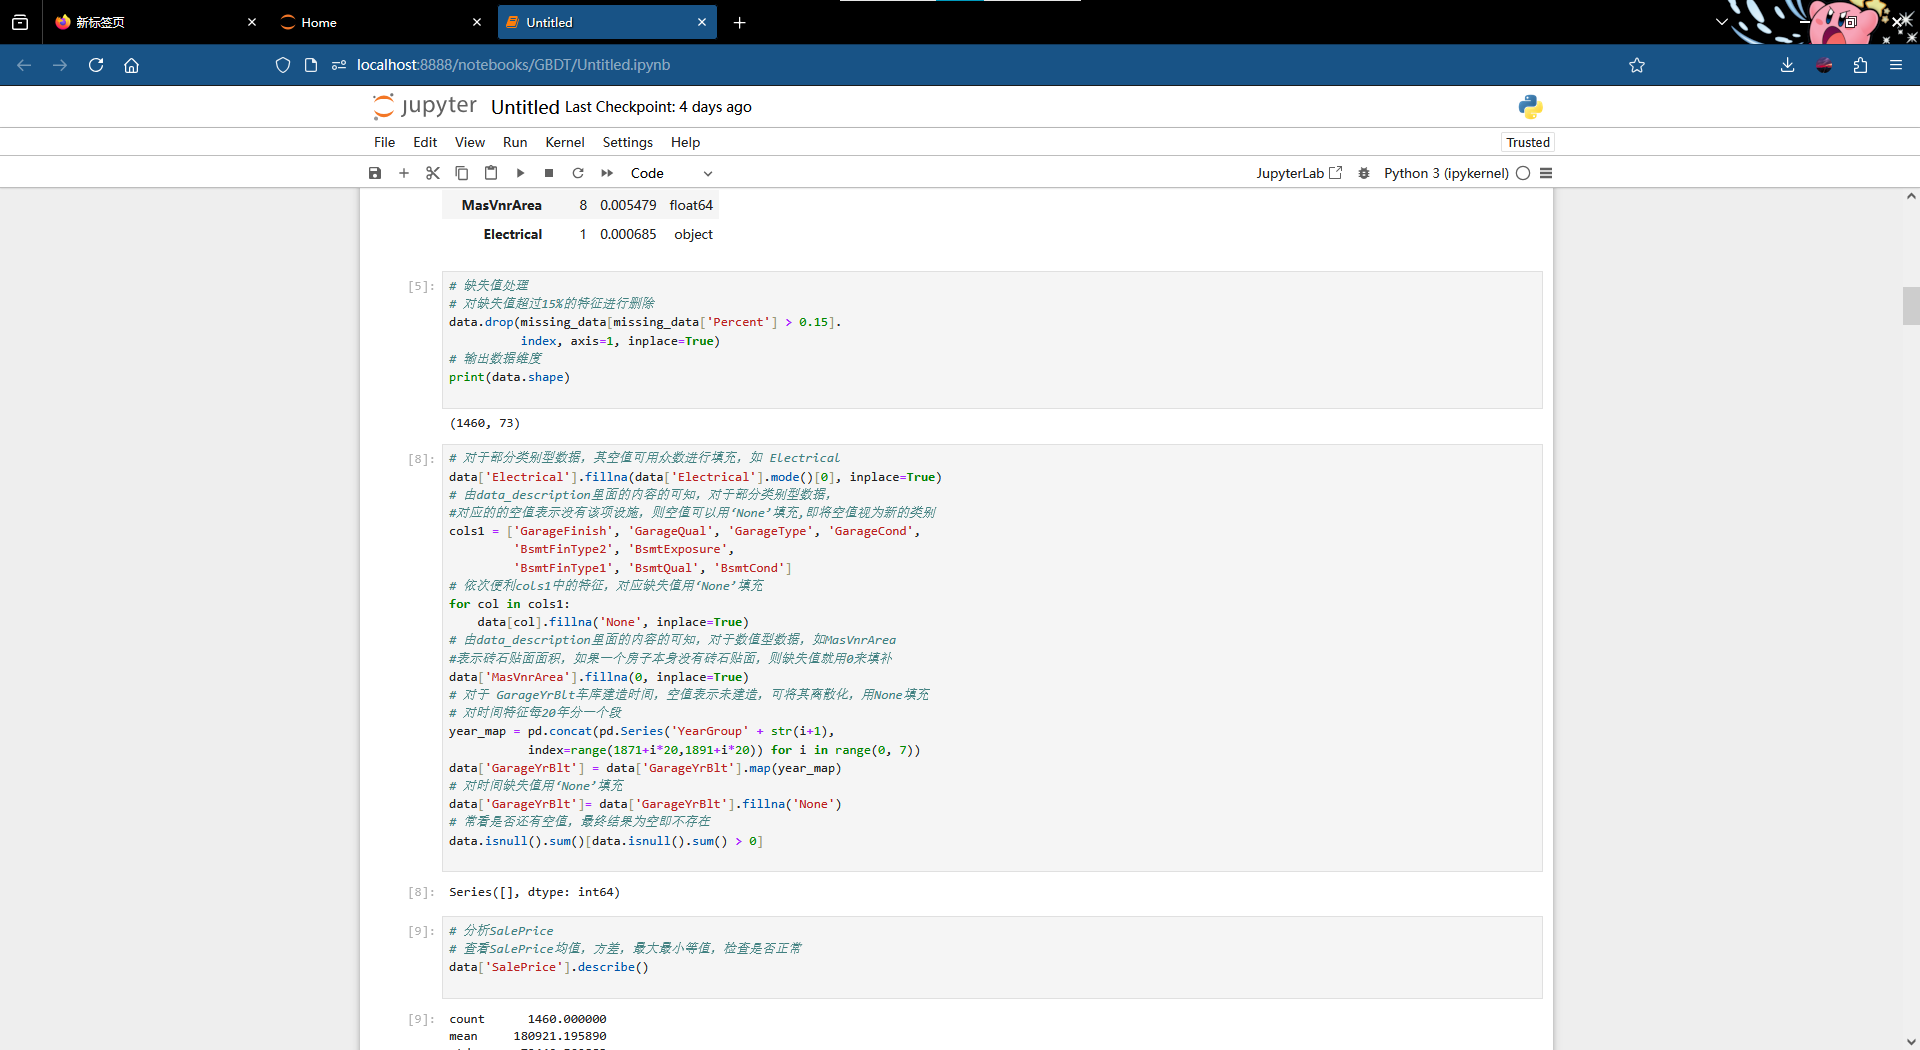 新标签页
Home
Untitled
localhost:8888/notebooks/GBDT/Untitled.ipynb
jupyter Untitled Last Checkpoint: 4 days ago
File Edit View Run Kernel Settings Help Trusted
Code JupyterLab Python 3 (ipykernel)
MasVnrArea 8 0.005479 float64
Electrical 1 0.000685 object
[5]: # 缺失值处理
# 对缺失值超过15%的特征进行删除
data.drop(missing_data[missing_data['Percent'] > 0.15].
index, axis=1, inplace=True)
# 输出数据维度
print(data.shape)
(1460, 73)
[8]: # 对于部分类别型数据，其空值可用众数进行填充，如 Electrical
data['Electrical'].fillna(data['Electrical'].mode()[0], inplace=True)
# 由data_description里面的内容的可知，对于部分类别型数据，
#对应的的空值表示没有该项设施，则空值可以用‘None’填充,即将空值视为新的类别
cols1 = ['GarageFinish', 'GarageQual', 'GarageType', 'GarageCond',
'BsmtFinType2', 'BsmtExposure',
'BsmtFinType1', 'BsmtQual', 'BsmtCond']
# 依次便利cols1中的特征，对应缺失值用‘None’填充
for col in cols1:
data[col].fillna('None', inplace=True)
# 由data_description里面的内容的可知，对于数值型数据，如MasVnrArea
#表示砖石贴面面积，如果一个房子本身没有砖石贴面，则缺失值就用0来填补
data['MasVnrArea'].fillna(0, inplace=True)
# 对于 GarageYrBlt车库建造时间，空值表示未建造，可将其离散化，用None填充
# 对时间特征每20年分一个段
year_map = pd.concat(pd.Series('YearGroup' + str(i+1),
index=range(1871+i*20,1891+i*20)) for i in range(0, 7))
data['GarageYrBlt'] = data['GarageYrBlt'].map(year_map)
# 对时间缺失值用‘None’填充
data['GarageYrBlt']= data['GarageYrBlt'].fillna('None')
# 常看是否还有空值，最终结果为空即不存在
data.isnull().sum()[data.isnull().sum() > 0]
[8]: Series([], dtype: int64)
[9]: # 分析SalePrice
# 查看SalePrice均值，方差，最大最小等值，检查是否正常
data['SalePrice'].describe()
[9]: count 1460.000000
mean 180921.195890